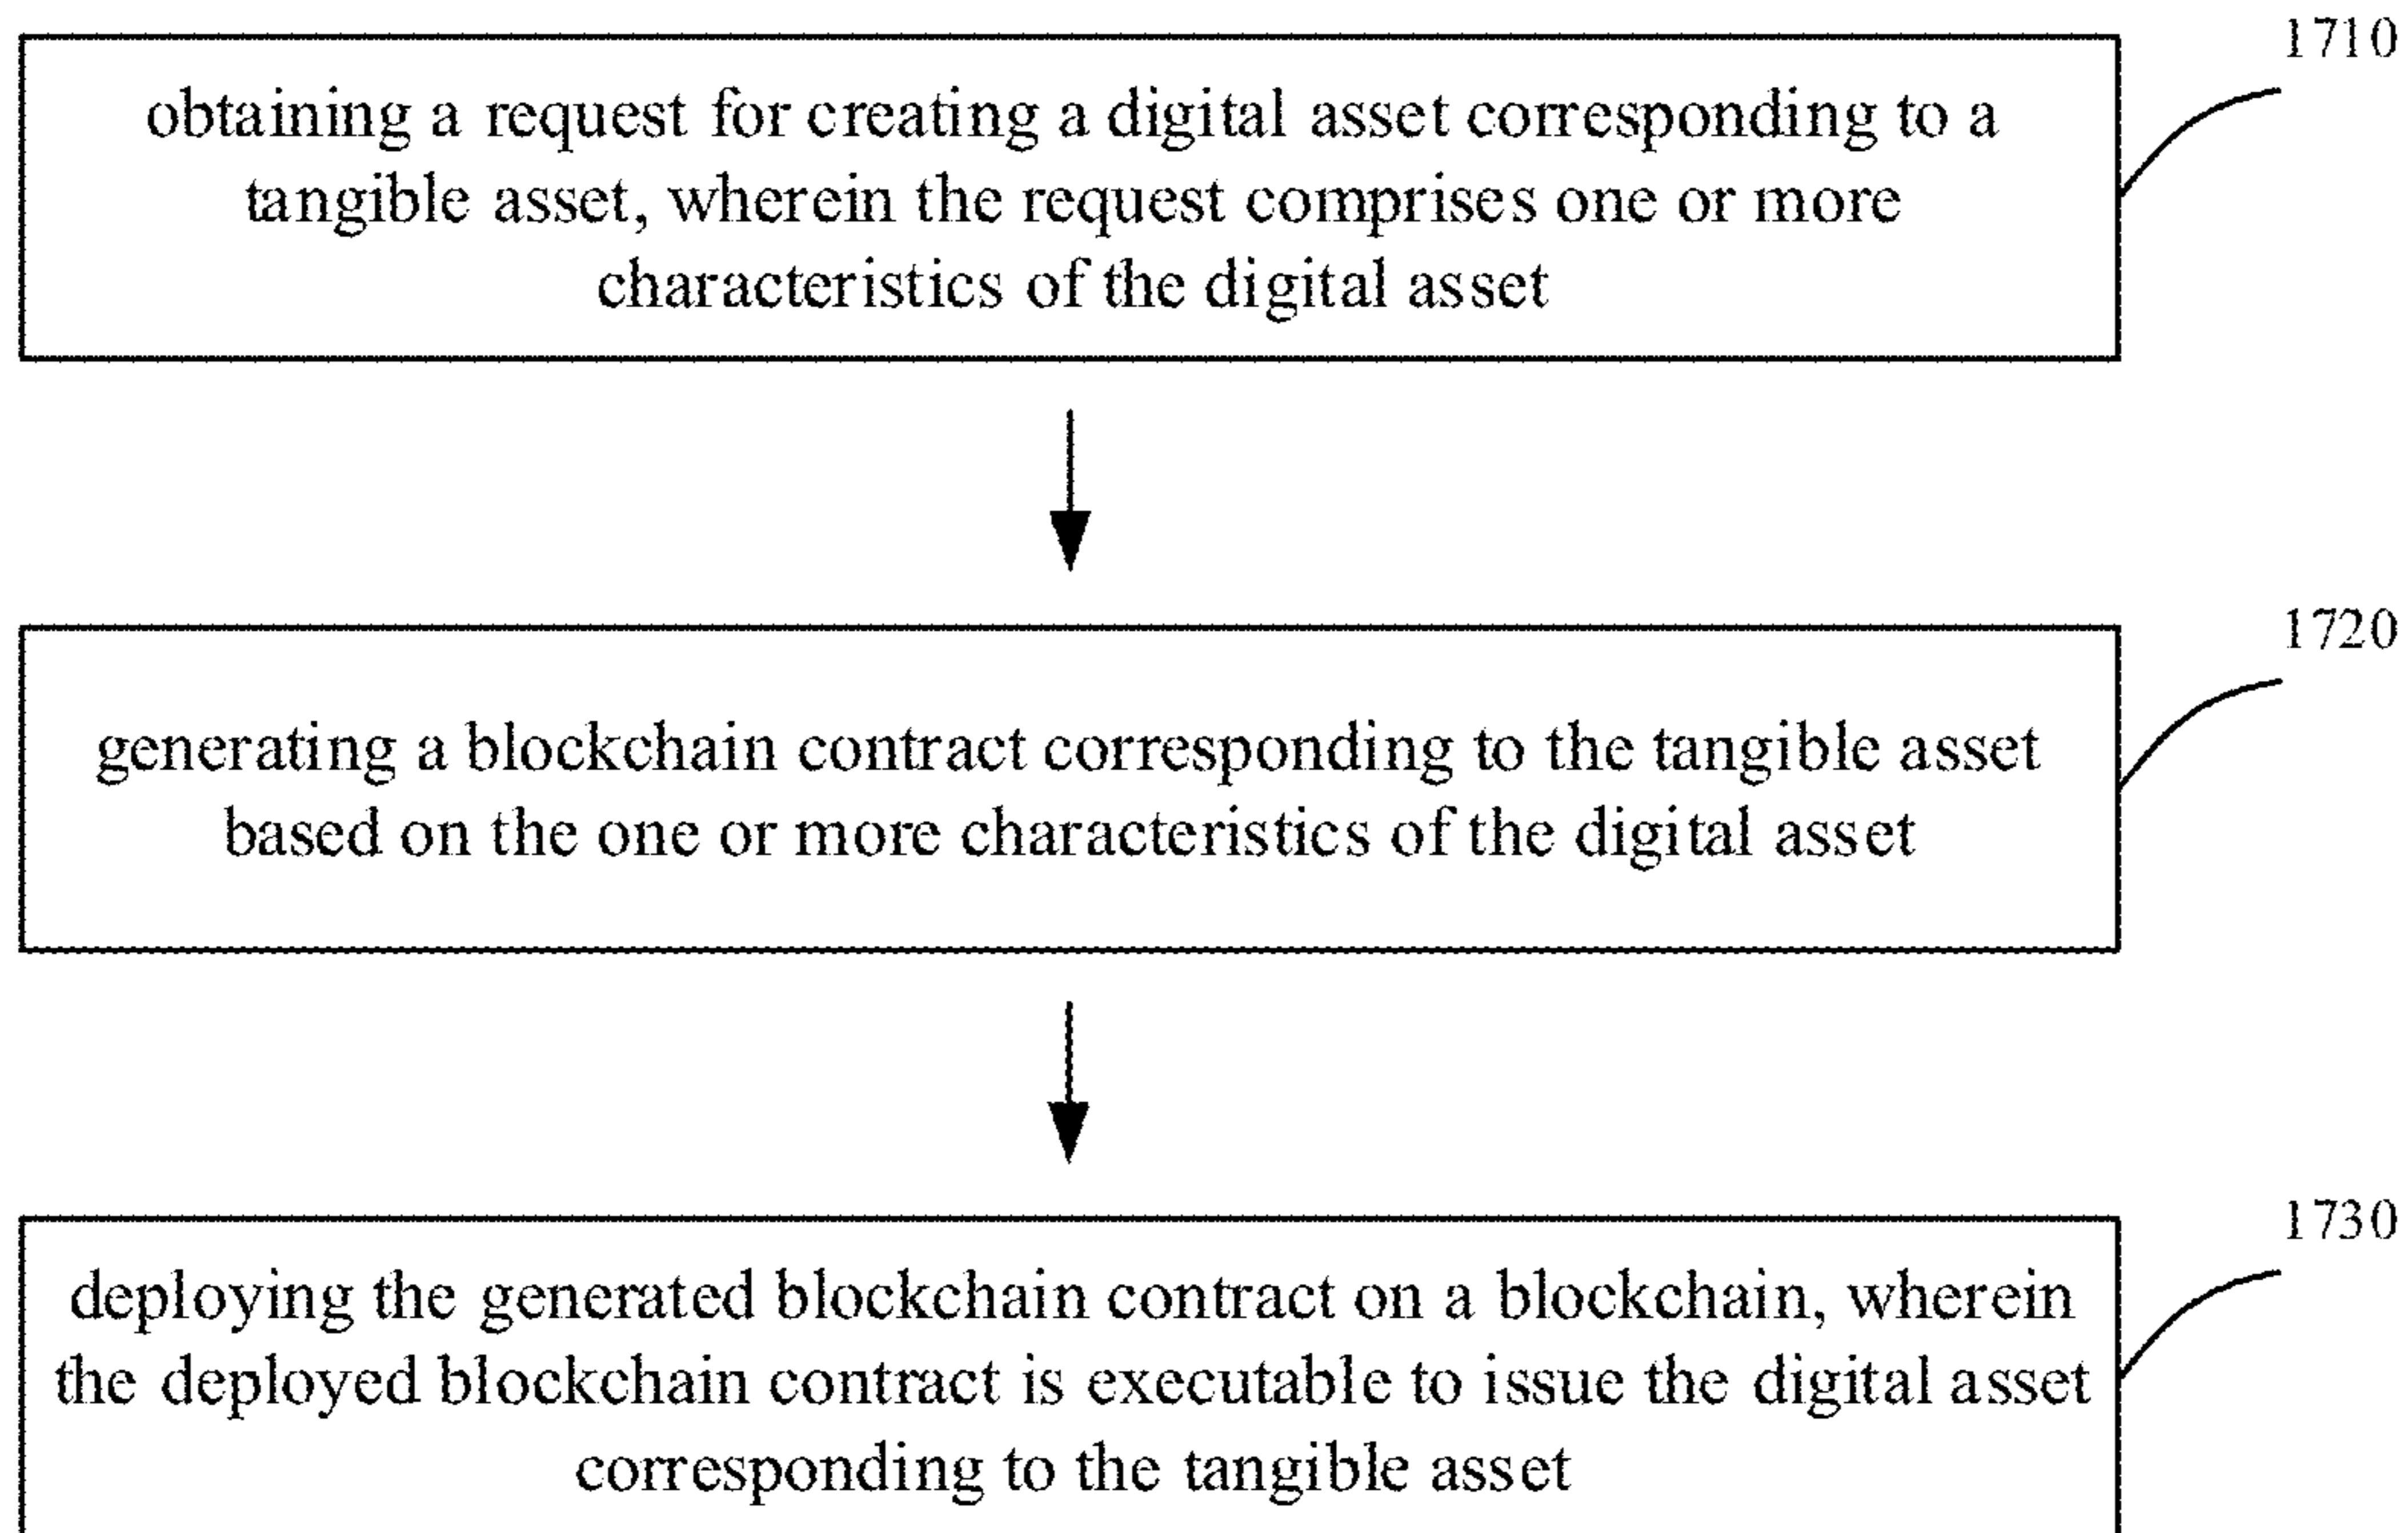 1710
obtaining a request for creating a digital asset corresponding to a
tangible asset, wherein the request comprises one or more
characteristics of the digital asset
1720
generating a blockchain contract corresponding to the tangible asset
based on the one or more characteristics of the digital asset
1730
deploying the generated blockchain contract on a blockchain, wherein
the deployed blockchain contract is executable to issue the digital asset
corresponding to the tangible asset